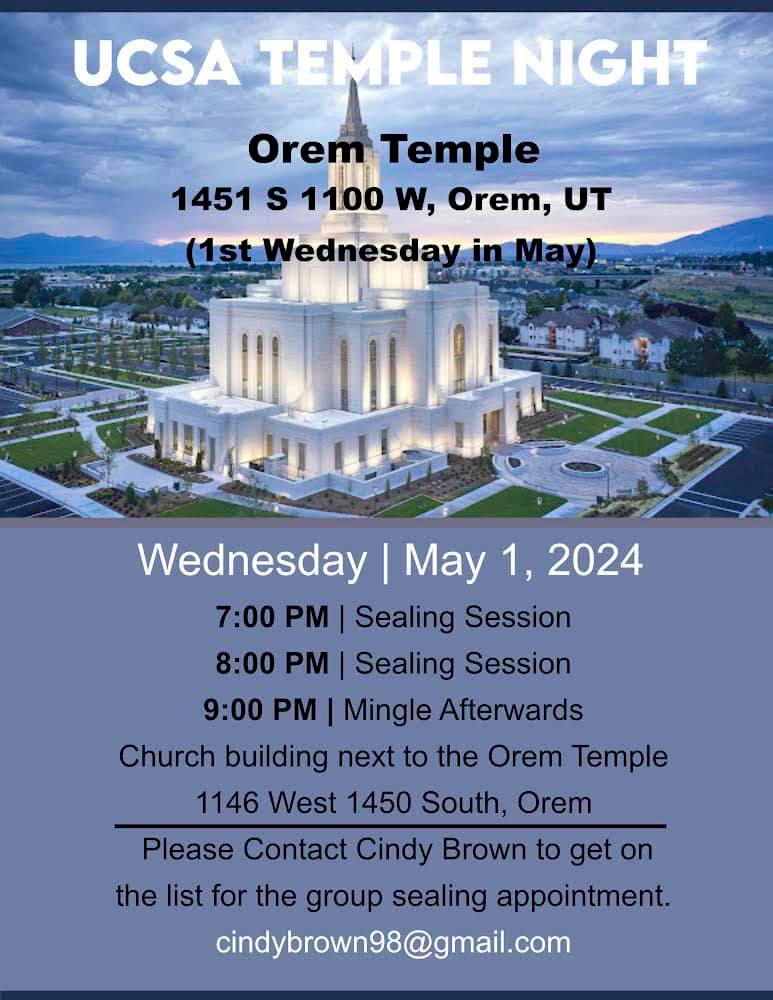 UCSA TEMPLE NIGHT
Orem Temple
1451 S 1100 W, Orem, UT
(1st Wednesday in May)
Wednesday | May 1, 2024
7:00 PM | Sealing Session
8:00 PM | Sealing Session
9:00 PM | Mingle Afterwards
Church building next to the Orem Temple
1146 West 1450 South, Orem
Please Contact Cindy Brown to get on
the list for the group sealing appointment.
cindybrown98@gmail.com